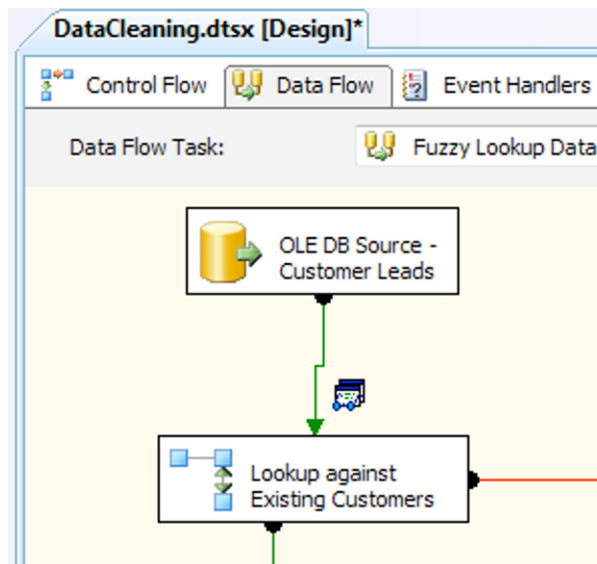 DataCleaning.dtsx [Design]*
Control Flow Data Flow Event Handlers
Data Flow Task: Fuzzy Lookup Data
OLE DB Source -
Customer Leads
Lookup against
Existing Customers